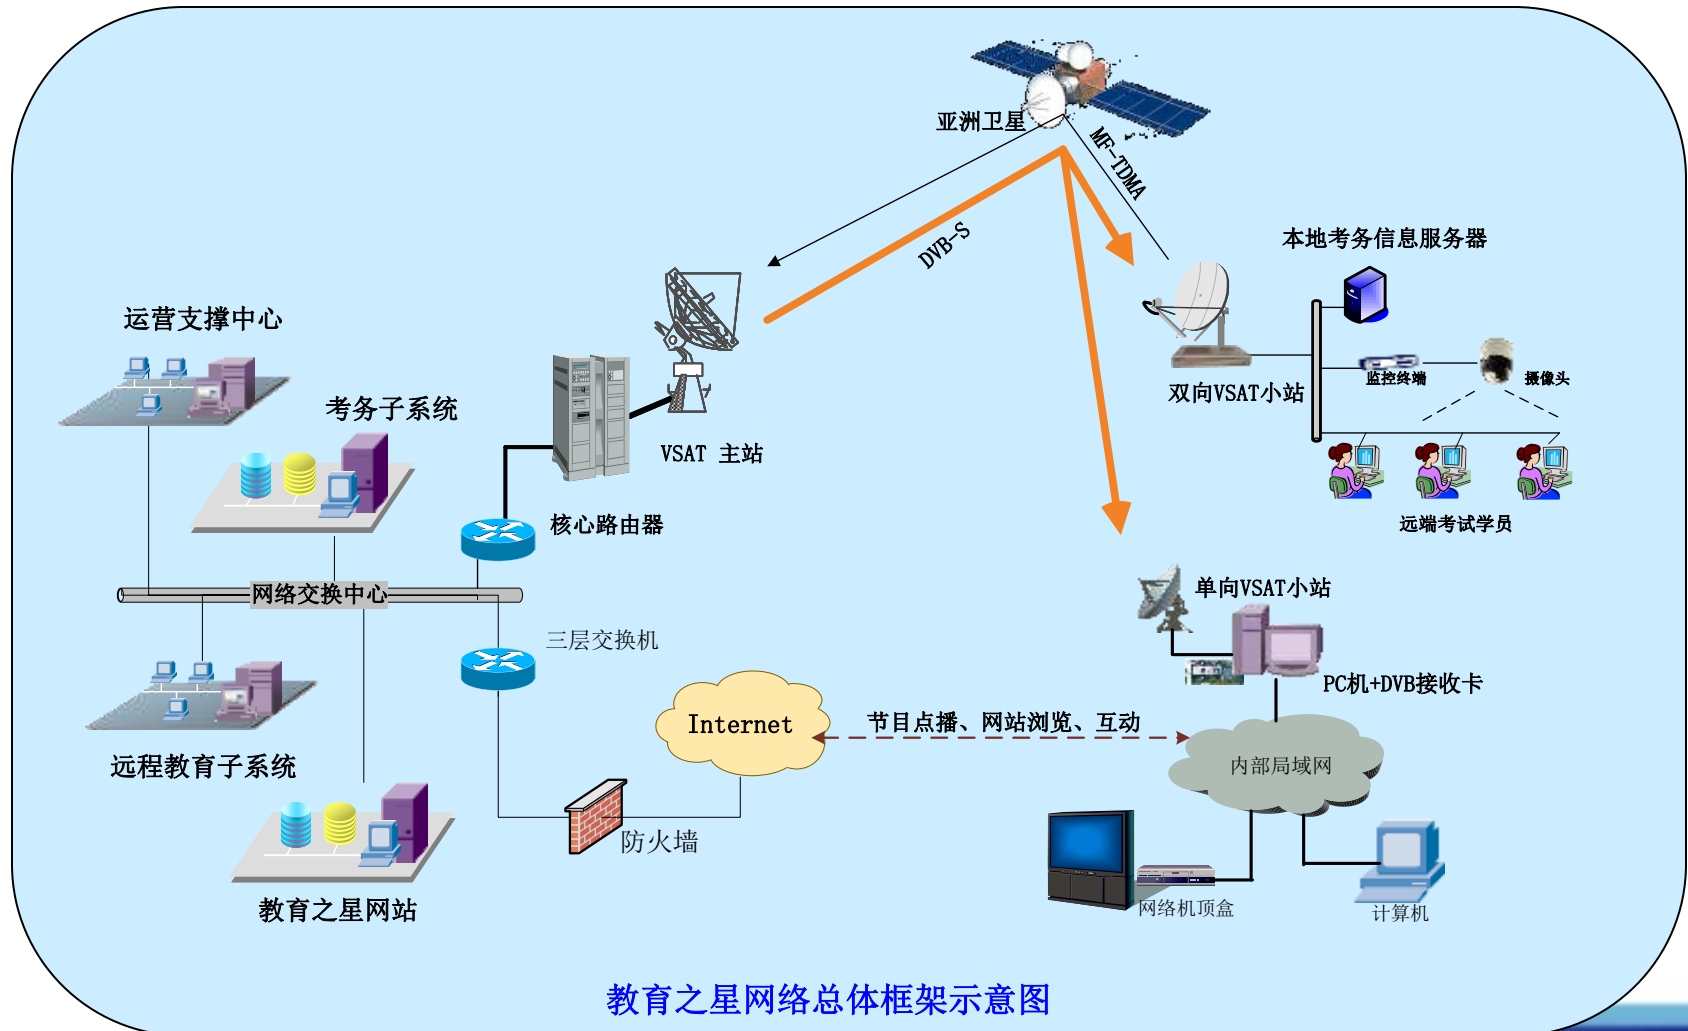 亚洲卫星
MF-TDMA
DVB-S
本地考务信息服务器
运营支撑中心
监控终端
摄像头
双向VSAT小站
考务子系统
VSAT 主站
远端考试学员
核心路由器
网络交换中心
单向VSAT小站
三层交换机
PC机+DVB接收卡
Internet
节目点播、网站浏览、互动
远程教育子系统
内部局域网
防火墙
教育之星网站
网络机顶盒
计算机
教育之星网络总体框架示意图